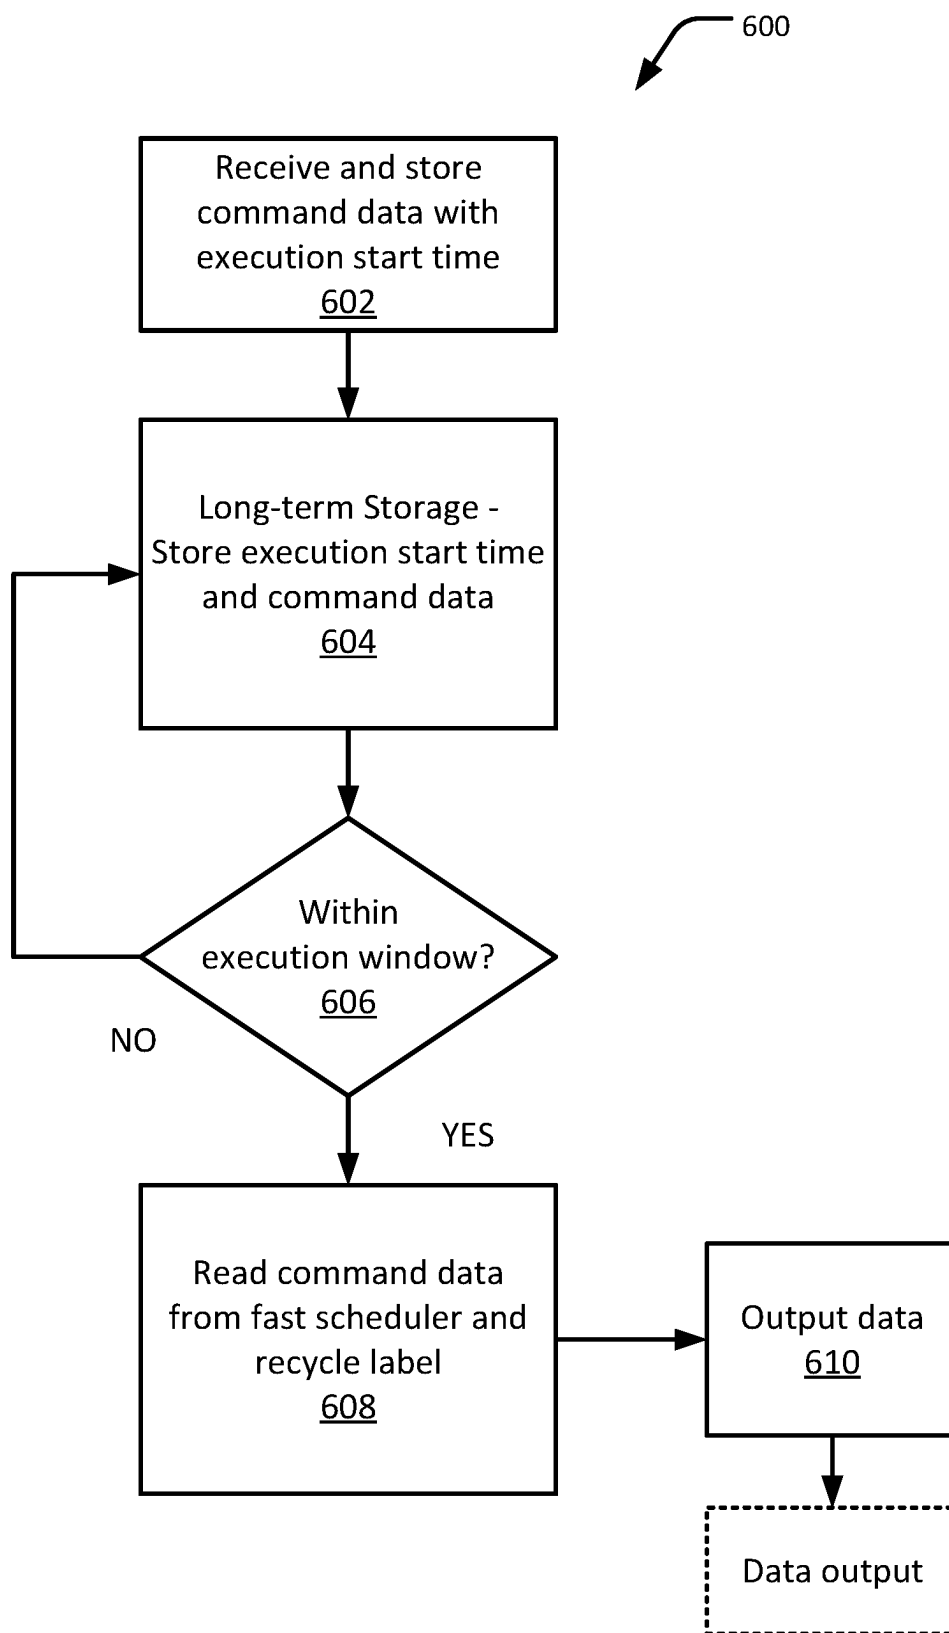 600
Receive and store
command data with
execution start time
602
Long-term Storage -
Store execution start time
and command data
604
Within
execution window?
606
NO
YES
Read command data
from fast scheduler and
recycle label
608
Output data
610
Data output